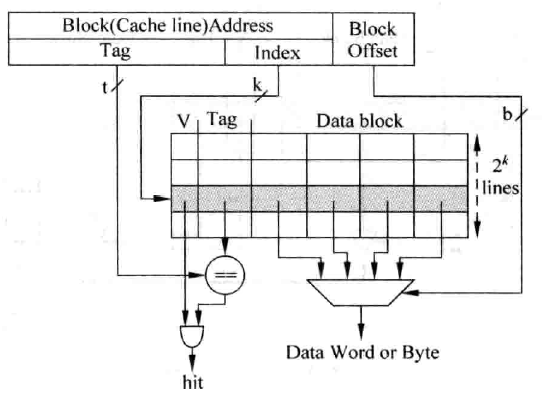 Block(Cache line)Address
Block
Offset
Tag
Index
t
k
b
V
Tag
Data block
2^k
lines
==
Data Word or Byte
hit